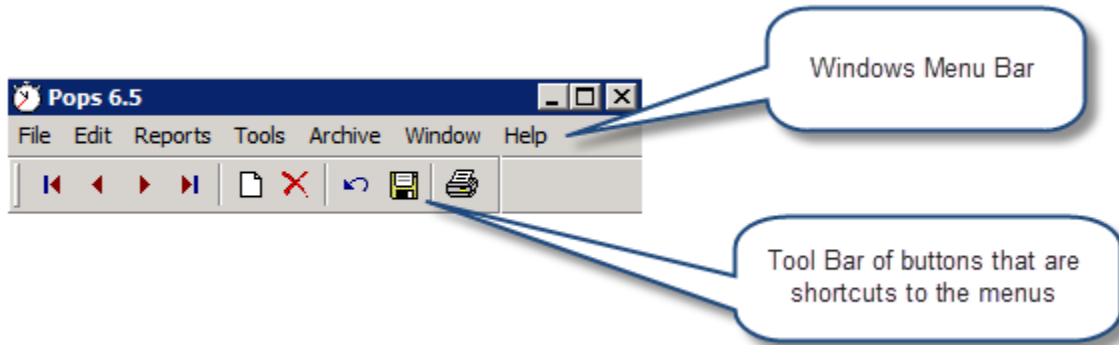 Windows Menu Bar
Pops 6.5
File Edit Reports Tools Archive Window Help
Tool Bar of buttons that are
shortcuts to the menus